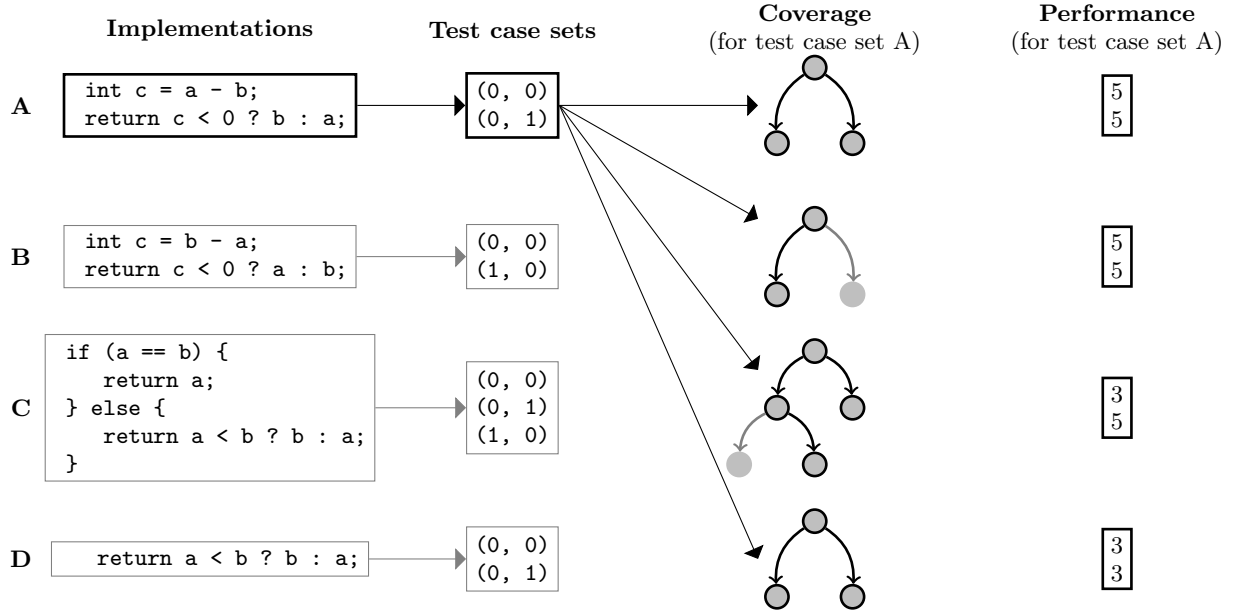 Implementations
Test case sets
Coverage
(for test case set A)
Performance
(for test case set A)
A
int c = a - b;
return c < 0 ? b : a;
(0, 0)
(0, 1)
5
5
B
int c = b - a;
return c < 0 ? a : b;
(0, 0)
(1, 0)
5
5
C
if (a == b) {
return a;
} else {
return a < b ? b : a;
}
(0, 0)
(0, 1)
(1, 0)
3
5
D
return a < b ? b : a;
(0, 0)
(0, 1)
3
3